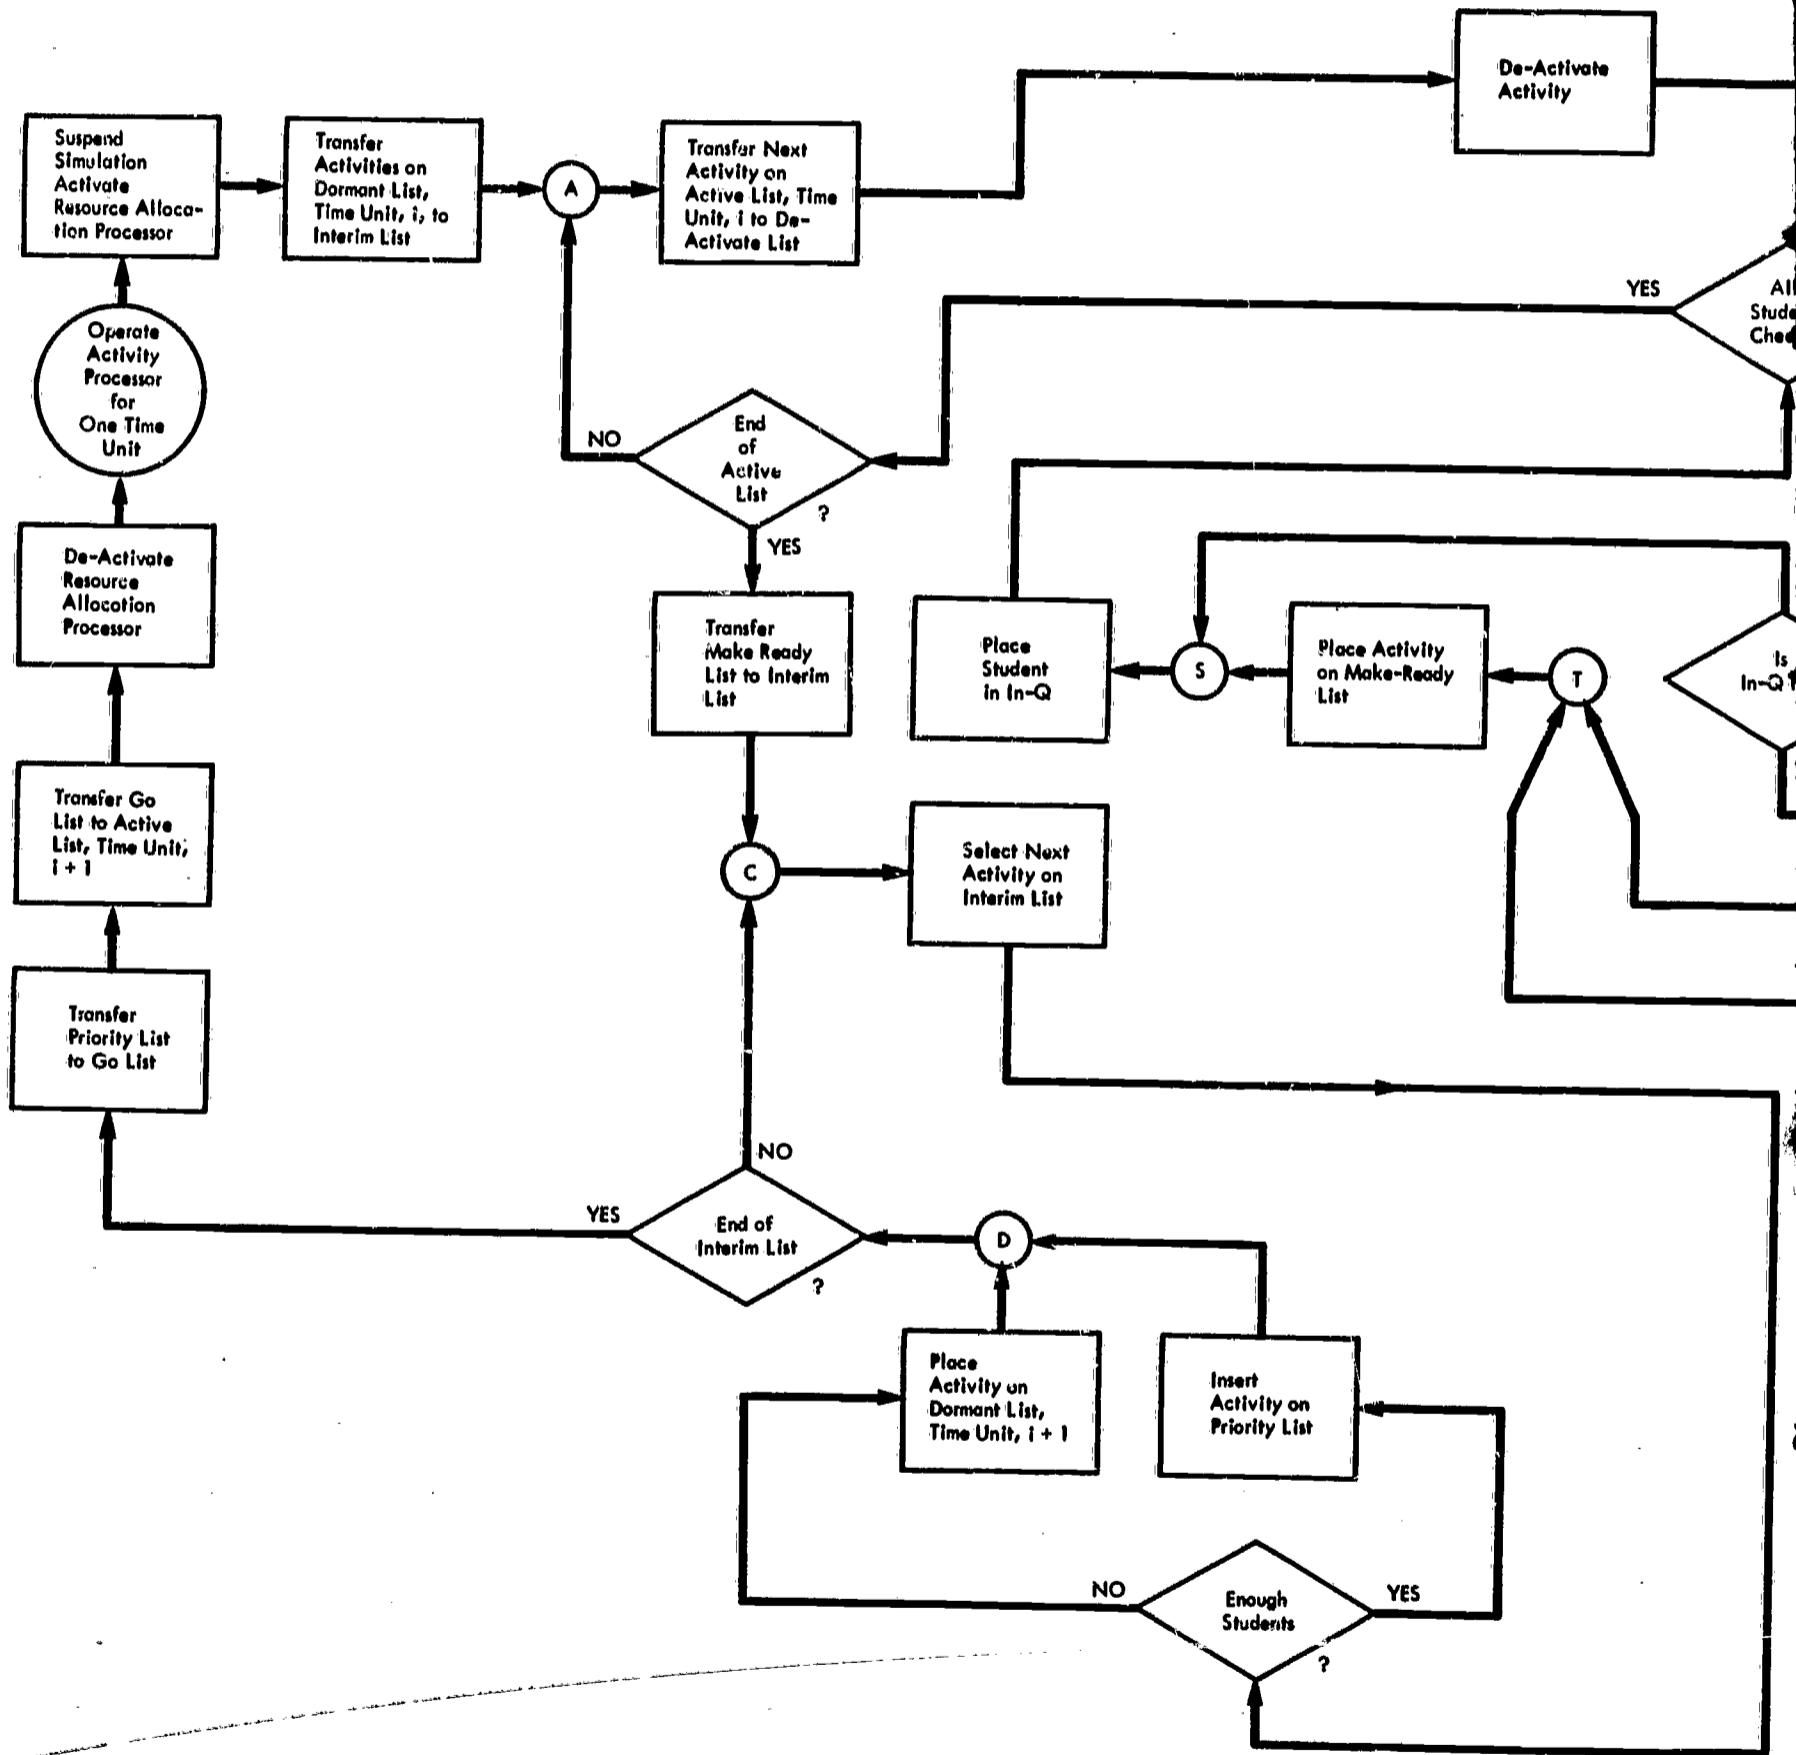 De-Activate
Activity
Suspend
Simulation
Activate
Resource Alloca-
tion Processor
Transfer
Activities on
Dormant List,
Time Unit, i, to
Interim List
A
Transfer Next
Activity on
Active List, Time
Unit, i to De-
Activate List
YES
All
Operate
Activity
Processor
for
One Time
Unit
NO
End
of
Active
List
?
YES
De-Activate
Resource
Allocation
Processor
Transfer
Make Ready
List to Interim
List
Place
Student
in In-Q
S
Place Activity
on Make-Ready
List
T
Is
In-Q
Transfer Go
List to Active
List, Time Unit,
i + 1
C
Select Next
Activity on
Interim List
Transfer
Priority List
to Go List
NO
YES
End of
Interim List
?
D
Place
Activity on
Dormant List,
Time Unit, i + 1
Insert
Activity on
Priority List
NO
Enough
Students
?
YES